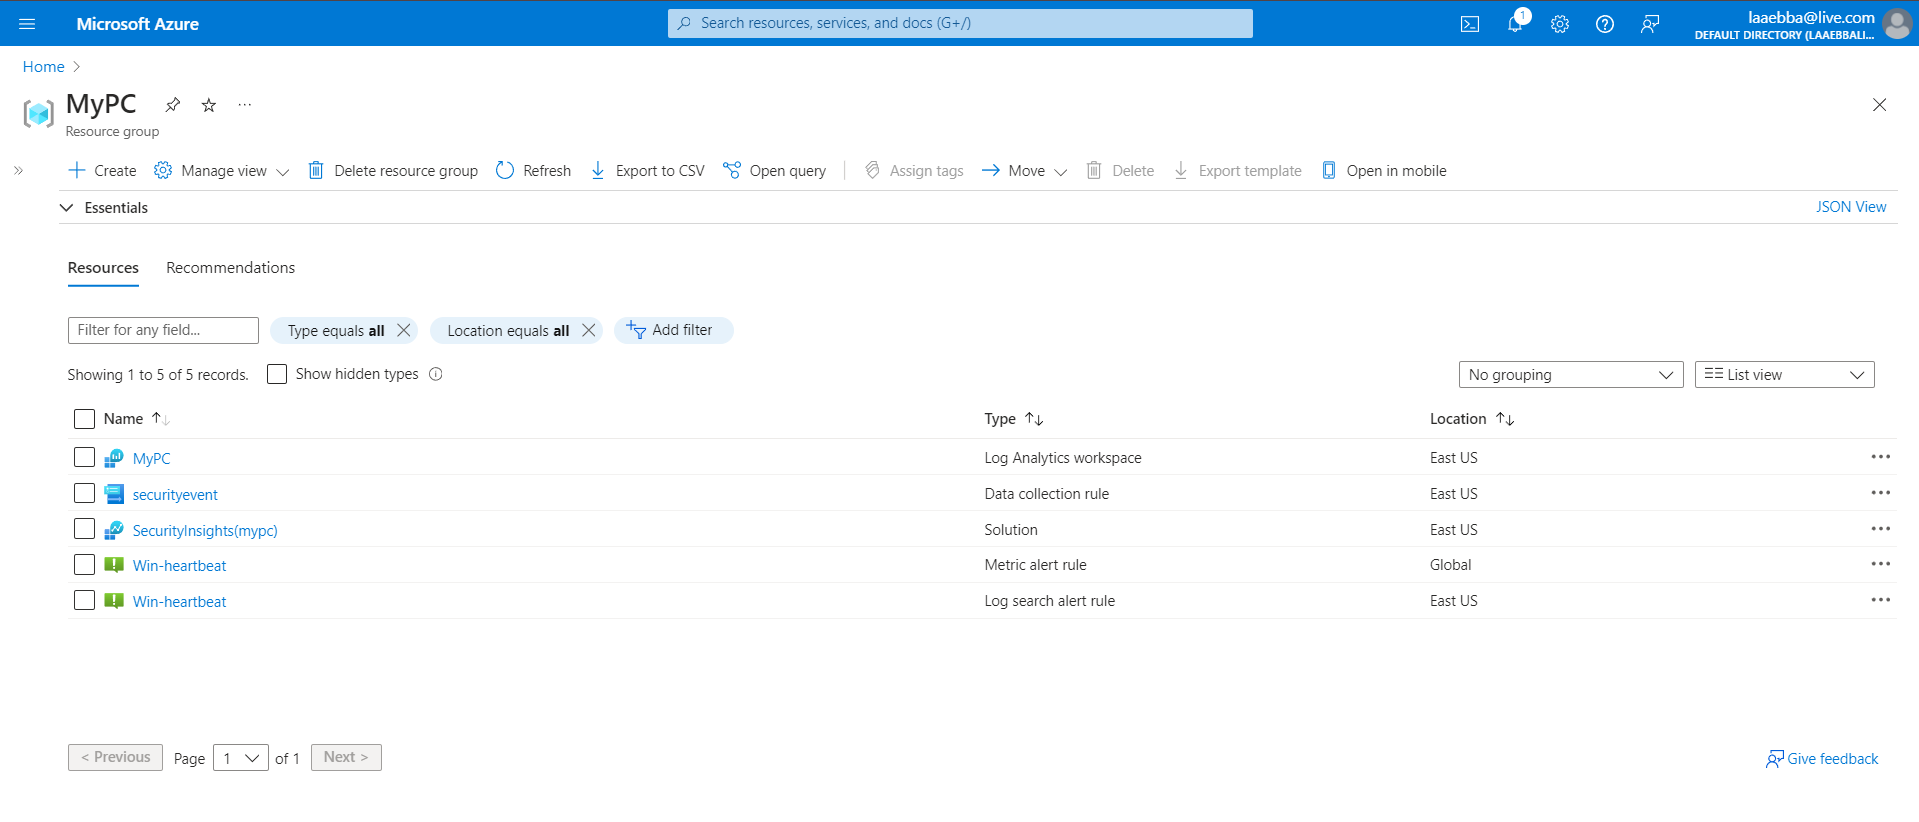 Microsoft Azure
Search resources, services, and docs (G+/)
1
laaebba@live.com
DEFAULT DIRECTORY (LAAEBBALI...
Home >
MyPC
...
Resource group
» Create Manage view Delete resource group Refresh Export to CSV Open query Assign tags Move Delete Export template Open in mobile
Essentials
JSON View
Resources Recommendations
Filter for any field... Type equals all Location equals all Add filter
Showing 1 to 5 of 5 records. Show hidden types
No grouping List view
Name Type Location
MyPC Log Analytics workspace East US ...
securityevent Data collection rule East US ...
SecurityInsights(mypc) Solution East US ...
Win-heartbeat Metric alert rule Global ...
Win-heartbeat Log search alert rule East US ...
< Previous Page 1 of 1 Next >
Give feedback